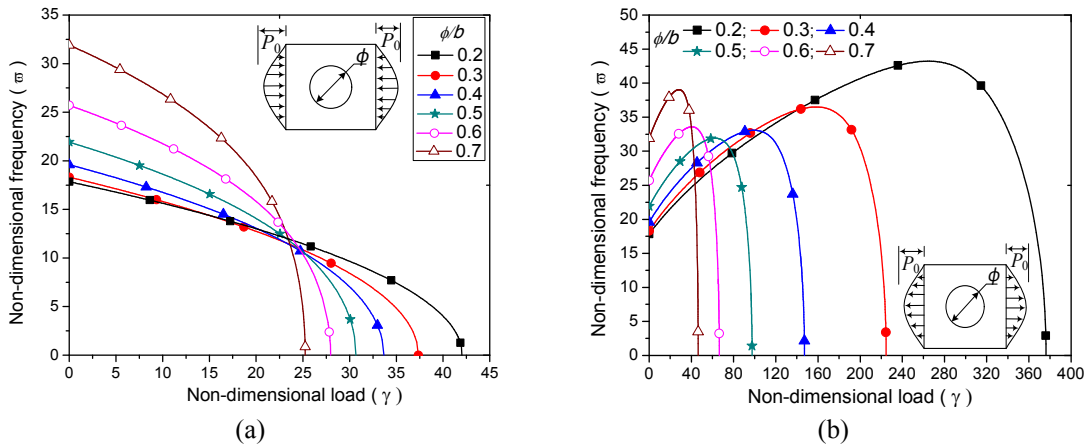 P0
P0
ϕ
ϕ/b
0.2
0.3
0.4
0.5
0.6
0.7
Non-dimensional frequency ( ϖ )
35
30
25
20
15
10
5
0
0 5 10 15 20 25 30 35 40 45
Non-dimensional load ( γ )
(a)
ϕ/b
0.2; 0.3; 0.4
0.5; 0.6; 0.7
Non-dimensional frequency ( ϖ )
50
45
40
35
30
25
20
15
10
5
0
P0
P0
ϕ
0 40 80 120 160 200 240 280 320 360 400
Non-dimensional load ( γ )
(b)